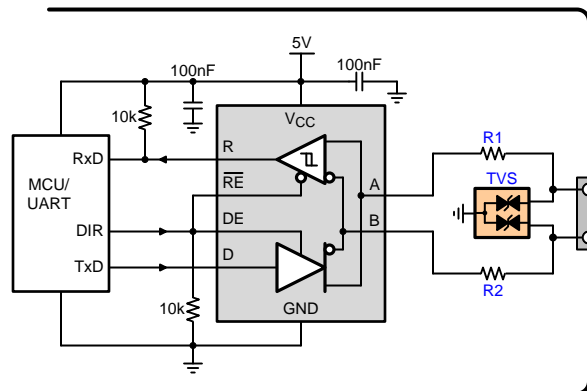 5V
100nF
100nF
10k
VCC
R1
R
RxD
TVS
MCU/
UART
RE
A
DIR
DE
B
TxD
D
R2
10k
GND